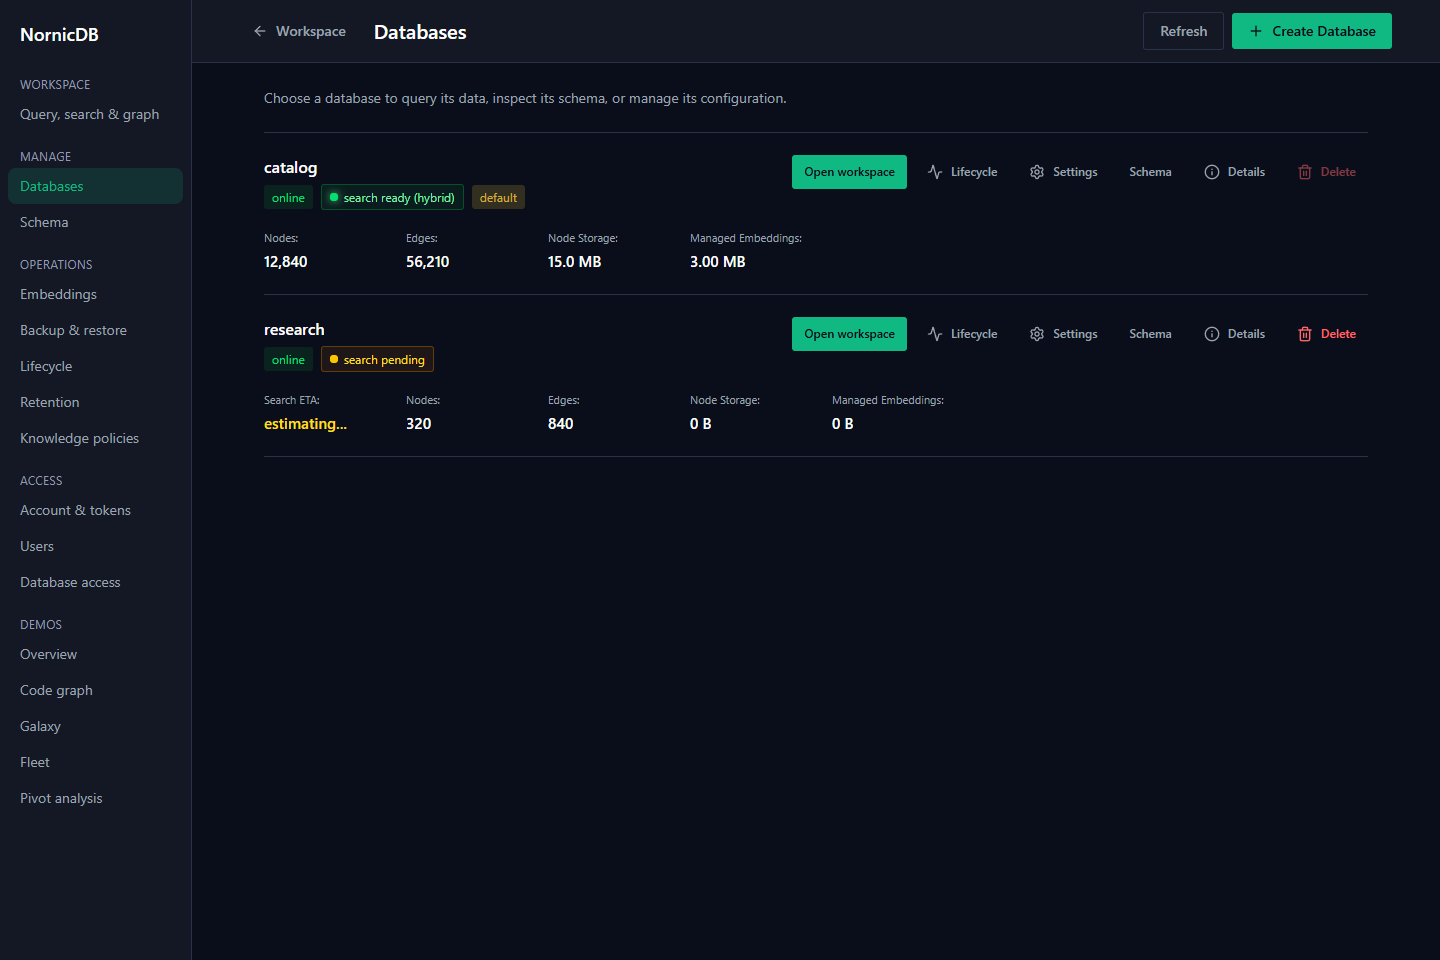 NornicDB
WORKSPACE
Query, search & graph
MANAGE
Databases
Schema
OPERATIONS
Embeddings
Backup & restore
Lifecycle
Retention
Knowledge policies
ACCESS
Account & tokens
Users
Database access
DEMOS
Overview
Code graph
Galaxy
Fleet
Pivot analysis
Workspace Databases Refresh Create Database
Choose a database to query its data, inspect its schema, or manage its configuration.
catalog Open workspace Lifecycle Settings Schema Details Delete
online search ready (hybrid) default
Nodes: Edges: Node Storage: Managed Embeddings:
12,840 56,210 15.0 MB 3.00 MB
research Open workspace Lifecycle Settings Schema Details Delete
online search pending
Search ETA: Nodes: Edges: Node Storage: Managed Embeddings:
estimating... 320 840 0 B 0 B